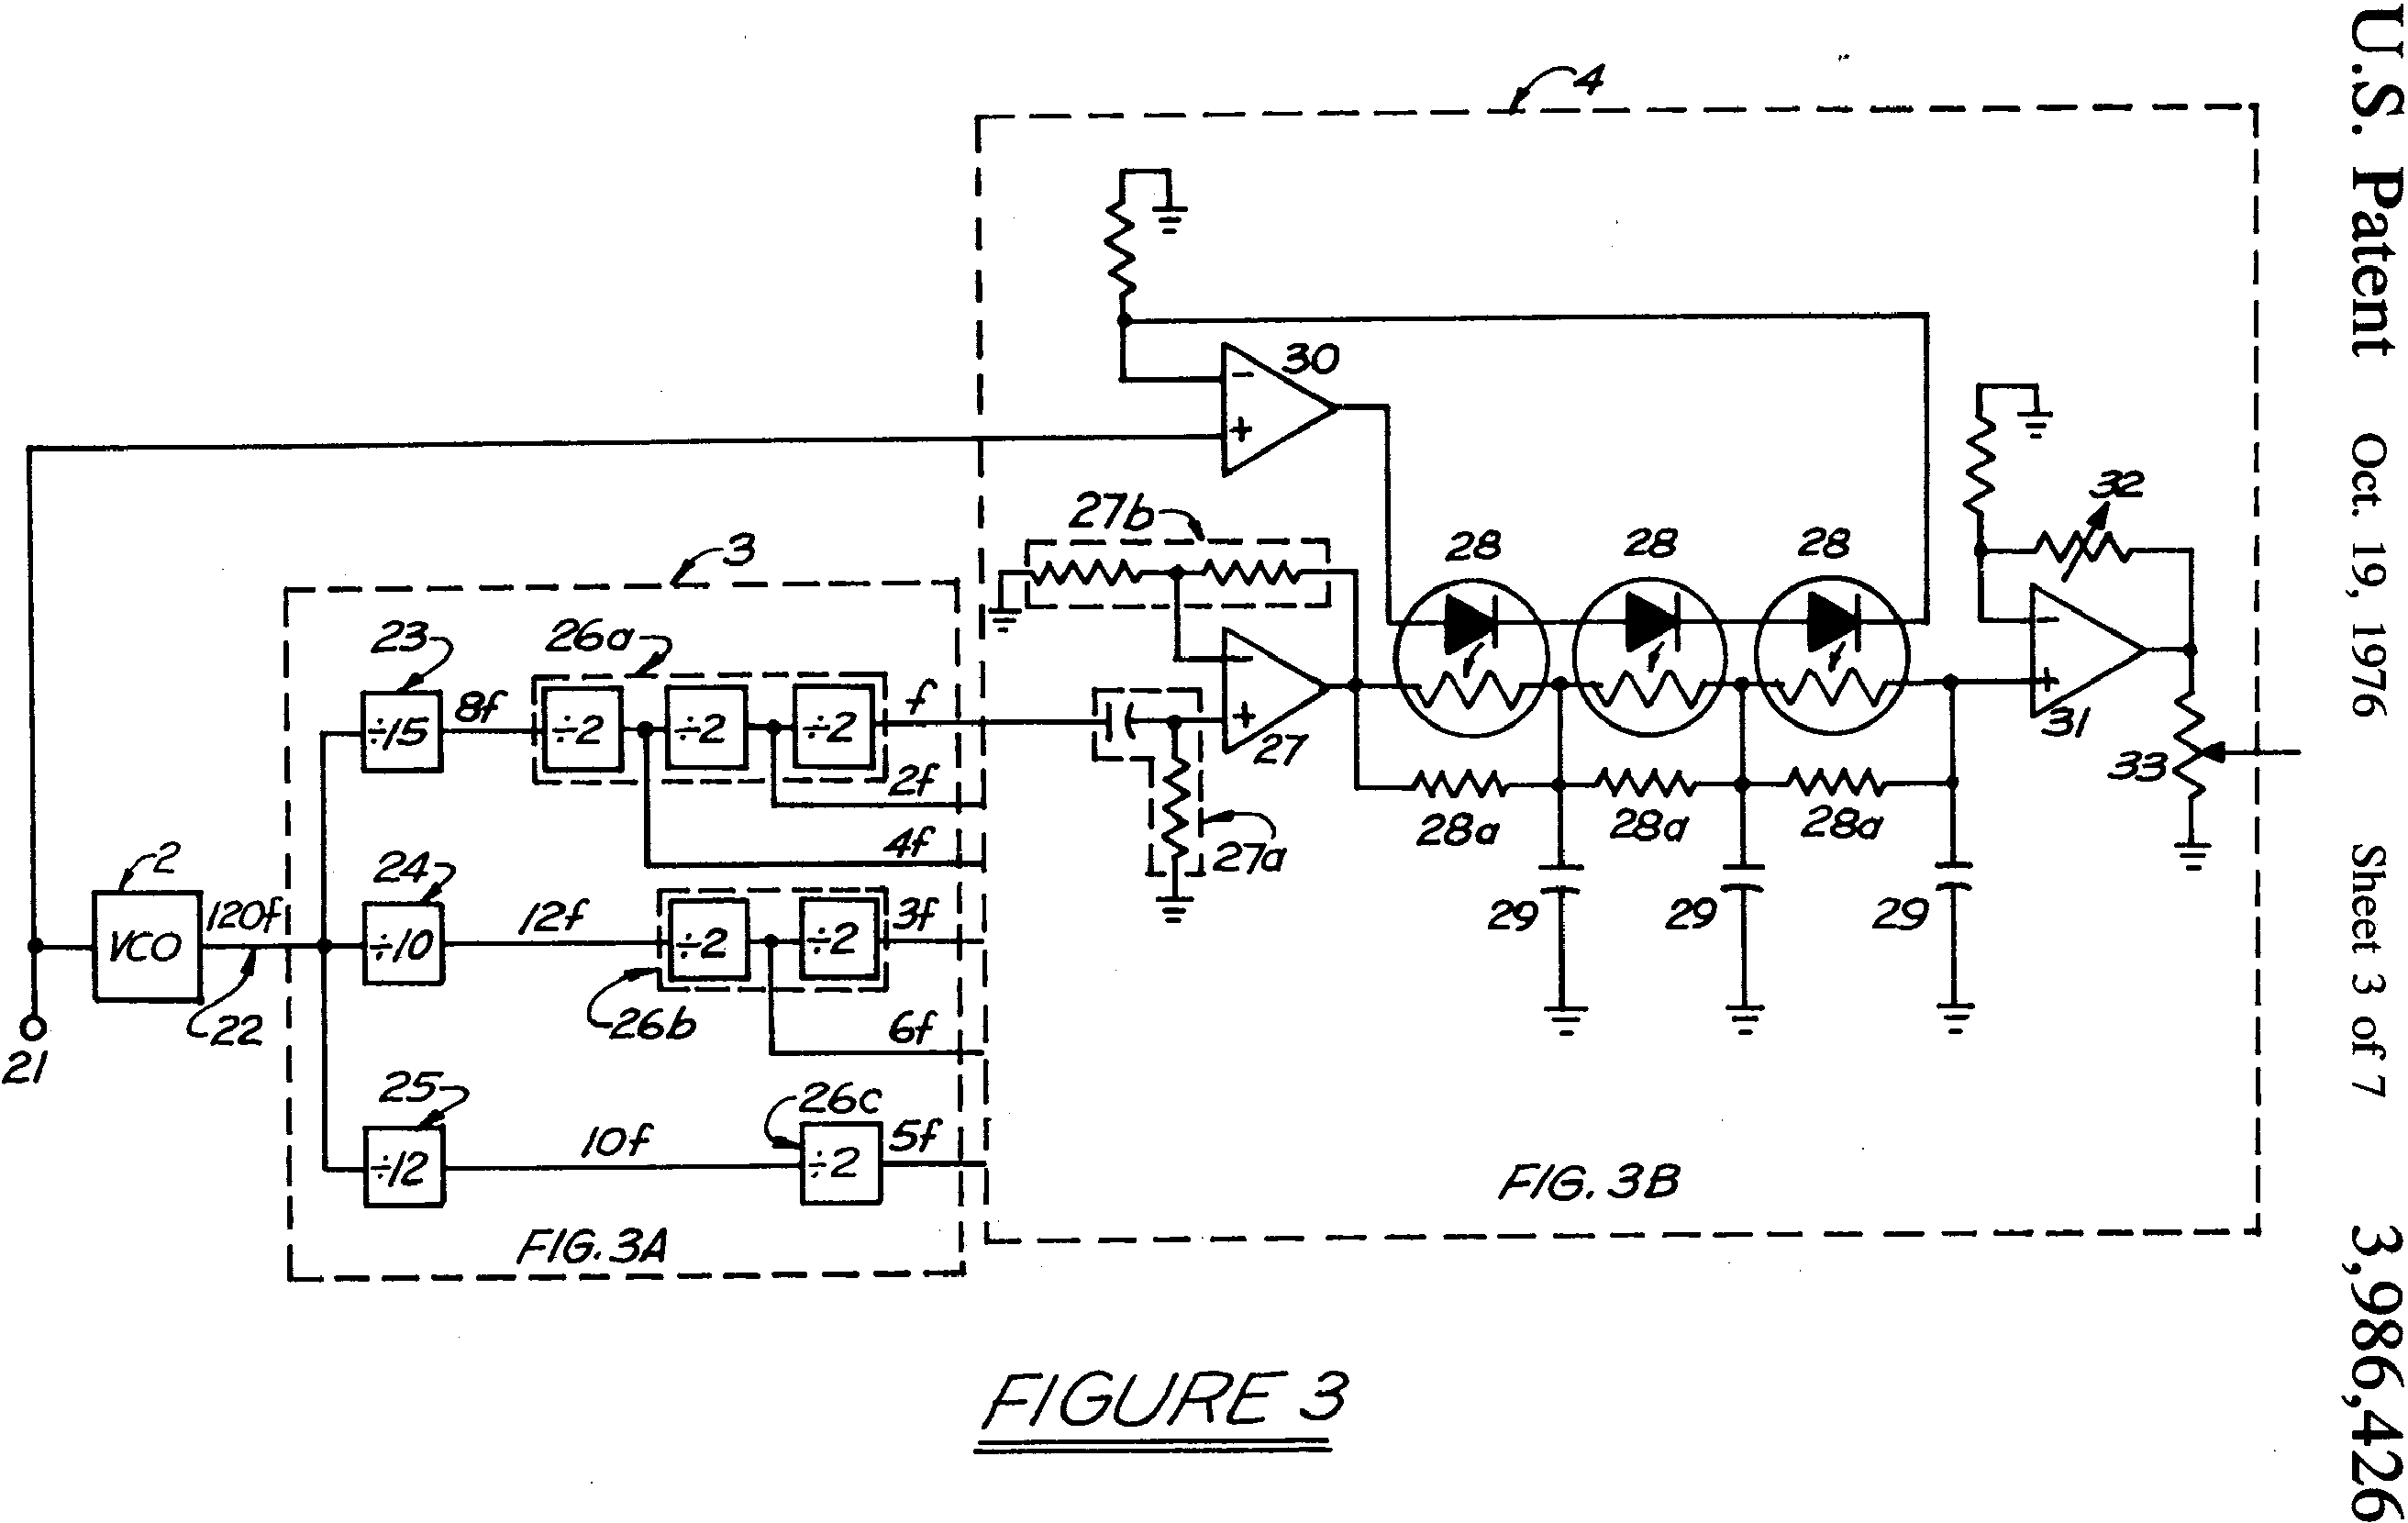 U.S. Patent Oct. 19, 1976 Sheet 3 of 7 3,986,426
4
30
−
+
32
27b
28 28 28
3
23 26a
8f
÷15 ÷2 ÷2 ÷2 f
2f
4f
−
+
27
27a
28a 28a 28a
29 29 29
−
+
31
33
2
VCO
120f
22
21
24
÷10
12f
÷2 ÷2 3f
26b
6f
25
÷12
10f
26c
÷2
5f
FIG. 3A
FIG. 3B
FIGURE 3